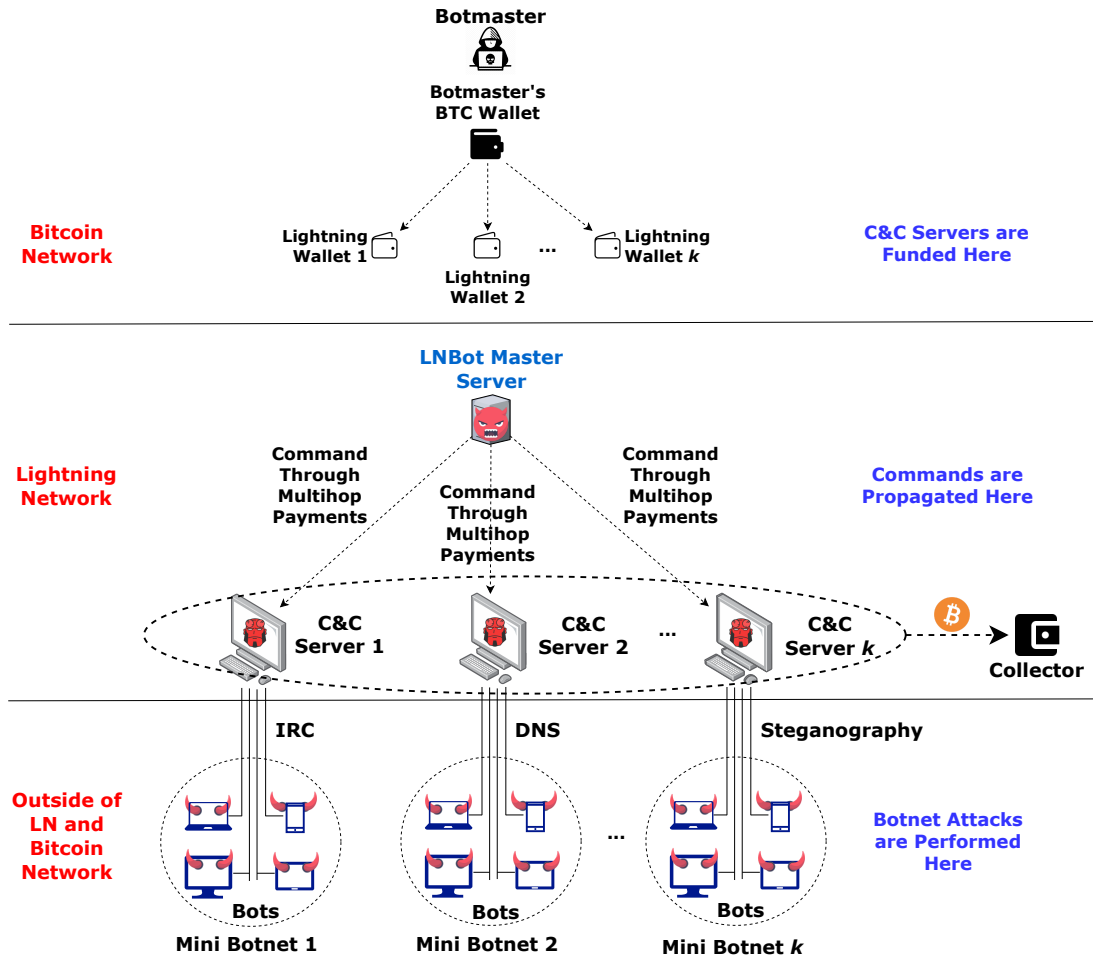 Botmaster
Botmaster's
BTC Wallet
Bitcoin
Network
Lightning
Wallet 1
Lightning
Wallet 2
...
Lightning
Wallet k
C&C Servers are
Funded Here
LNBot Master
Server
Lightning
Network
Command
Through
Multihop
Payments
Command
Through
Multihop
Payments
Command
Through
Multihop
Payments
Commands are
Propagated Here
C&C
Server 1
C&C
Server 2
...
C&C
Server k
Collector
IRC
DNS
Steganography
Outside of
LN and
Bitcoin
Network
...
Botnet Attacks
are Performed
Here
Bots
Bots
Bots
Mini Botnet 1
Mini Botnet 2
Mini Botnet k